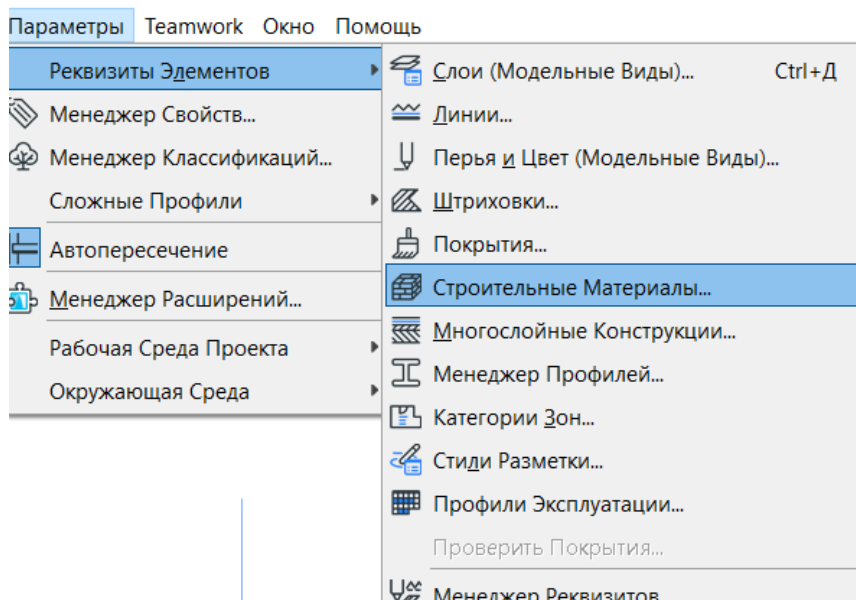 Параметры Teamwork Окно Помощь
Реквизиты Элементов
Менеджер Свойств...
Менеджер Классификаций...
Сложные Профили
Автопересечение
Менеджер Расширений...
Рабочая Среда Проекта
Окружающая Среда
Слои (Модельные Виды)... Ctrl+Д
Линии...
Перья и Цвет (Модельные Виды)...
Штриховки...
Покрытия...
Строительные Материалы...
Многослойные Конструкции...
Менеджер Профилей...
Категории Зон...
Стили Разметки...
Профили Эксплуатации...
Проверить Покрытия...
Менеджер Реквизитов